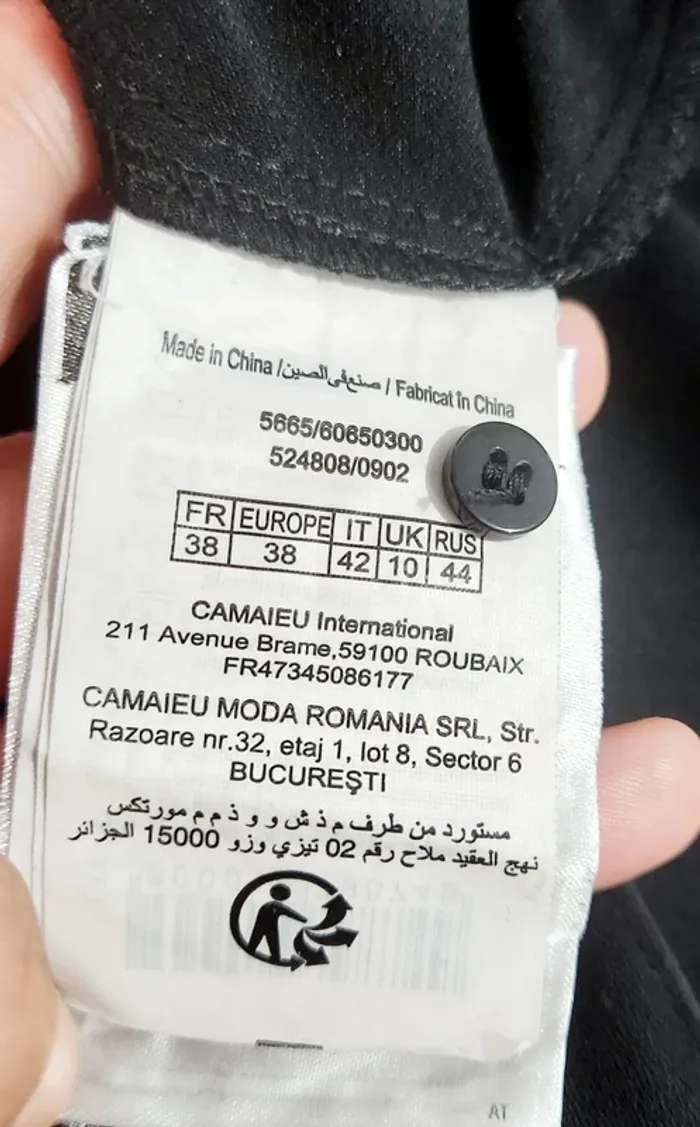 Made in China / صنع في الصين / Fabricat în China
5665/60650300
524808/0902
FR EUROPE IT UK RUS
38 38 42 10 44
CAMAIEU International
211 Avenue Brame,59100 ROUBAIX
FR47345086177
CAMAIEU MODA ROMANIA SRL, Str.
Razoare nr.32, etaj 1, lot 8, Sector 6
BUCUREŞTI
مستورد من طرف م ذ ش و و ذ م م مورتكس
نهج العقيد ملاح رقم 02 تيزي وزو 15000 الجزائر
AT